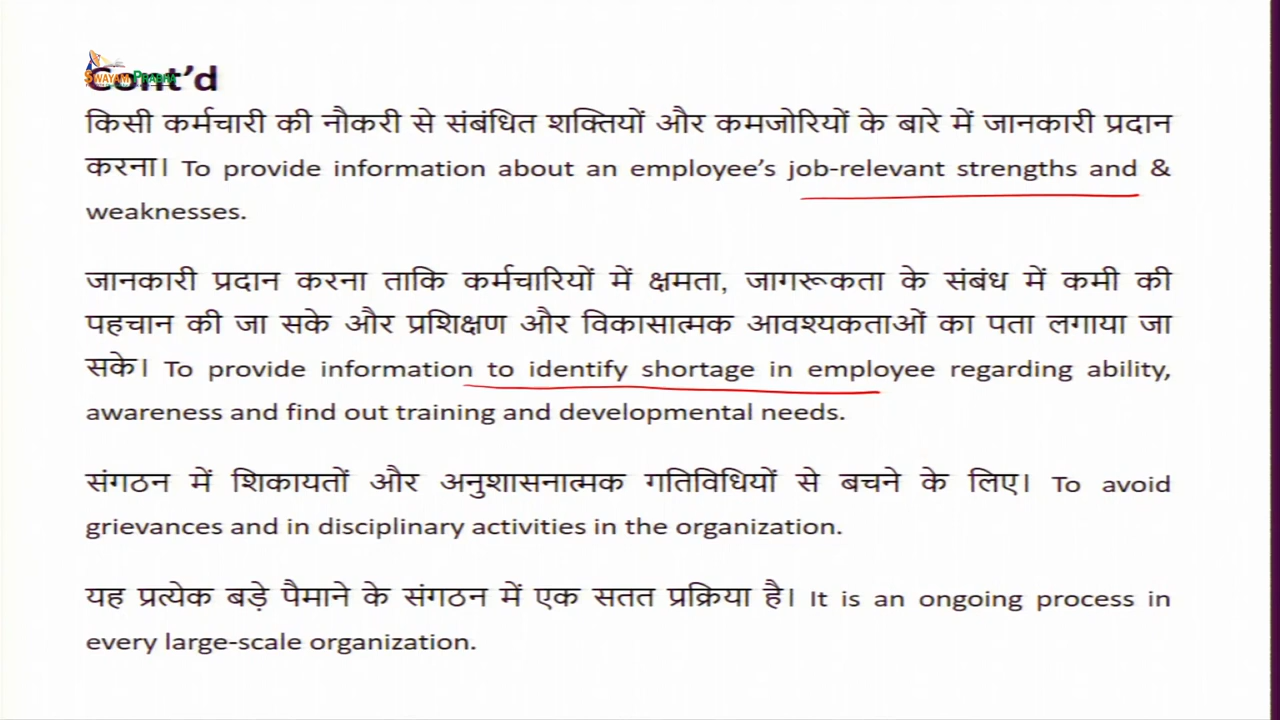 SWAYAM PRABHA
Cont’d
किसी कर्मचारी की नौकरी से संबंधित शक्तियों और कमजोरियों के बारे में जानकारी प्रदान
करना। To provide information about an employee’s job-relevant strengths and &
weaknesses.
जानकारी प्रदान करना ताकि कर्मचारियों में क्षमता, जागरूकता के संबंध में कमी की
पहचान की जा सके और प्रशिक्षण और विकासात्मक आवश्यकताओं का पता लगाया जा
सके। To provide information to identify shortage in employee regarding ability,
awareness and find out training and developmental needs.
संगठन में शिकायतों और अनुशासनात्मक गतिविधियों से बचने के लिए। To avoid
grievances and in disciplinary activities in the organization.
यह प्रत्येक बड़े पैमाने के संगठन में एक सतत प्रक्रिया है। It is an ongoing process in
every large-scale organization.